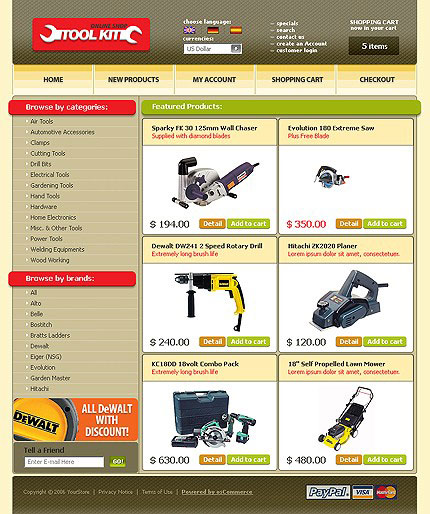 ONLINE SHOP
TOOL KIT
choose language:
currencies:
US Dollar
specials
search
contact us
create an Account
customer login
SHOPPING CART
now in your cart
5 items
HOME
NEW PRODUCTS
MY ACCOUNT
SHOPPING CART
CHECKOUT
Browse by categories:
Air Tools
Automotive Accessories
Clamps
Cutting Tools
Drill Bits
Electrical Tools
Gardening Tools
Hand Tools
Hardware
Home Electronics
Misc. & Other Tools
Power Tools
Welding Equipments
Wood Working
Browse by brands:
All
Alto
Belle
Bostitch
Bratts Ladders
Dewalt
Eiger (NSG)
Evolution
Garden Master
Hitachi
DEWALT
ALL DeWALT
WITH
DISCOUNT!
Tell a Friend
Enter E-mail Here
GO!
Featured Products:
Sparky FK 30 125mm Wall Chaser
Supplied with diamond blades
$ 194.00
Detail
Add to cart
Evolution 180 Extreme Saw
Plus Free Blade
$ 350.00
Detail
Add to cart
Dewalt DW241 2 Speed Rotary Drill
Extremely long brush life
$ 240.00
Detail
Add to cart
Hitachi ZK2020 Planer
Lorem dolor sit amet, consectetuer.
$ 120.00
Detail
Add to cart
KC18DD 18volt Combo Pack
Extremely long brush life
$ 630.00
Detail
Add to cart
18" Self Propelled Lawn Mower
Lorem ipsum dolor sit amet, consectetuer.
$ 480.00
Detail
Add to cart
Copyright © 2006 YourStore | Privacy Notice | Terms of Use | Powered by osCommerce
PayPal
VISA
MasterCard